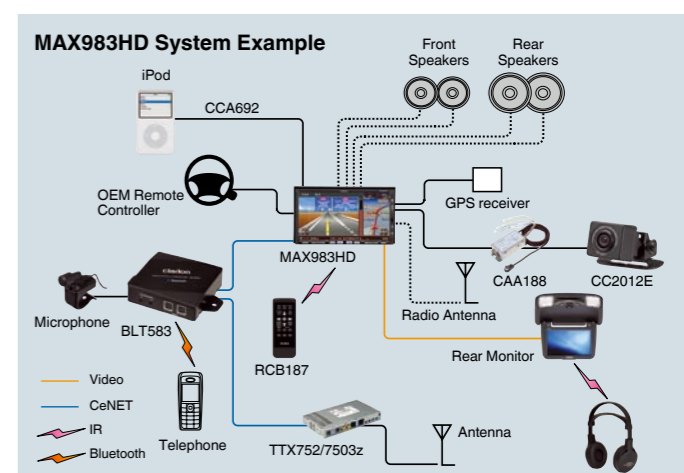 MAX983HD System Example
Front
Speakers
Rear
Speakers
iPod
CCA692
OEM Remote
Controller
GPS receiver
MAX983HD
CAA188
CC2012E
clarion
Microphone
BLT583
RCB187
Radio Antenna
Rear Monitor
Video
CeNET
IR
Bluetooth
Telephone
TTX752/7503z
Antenna